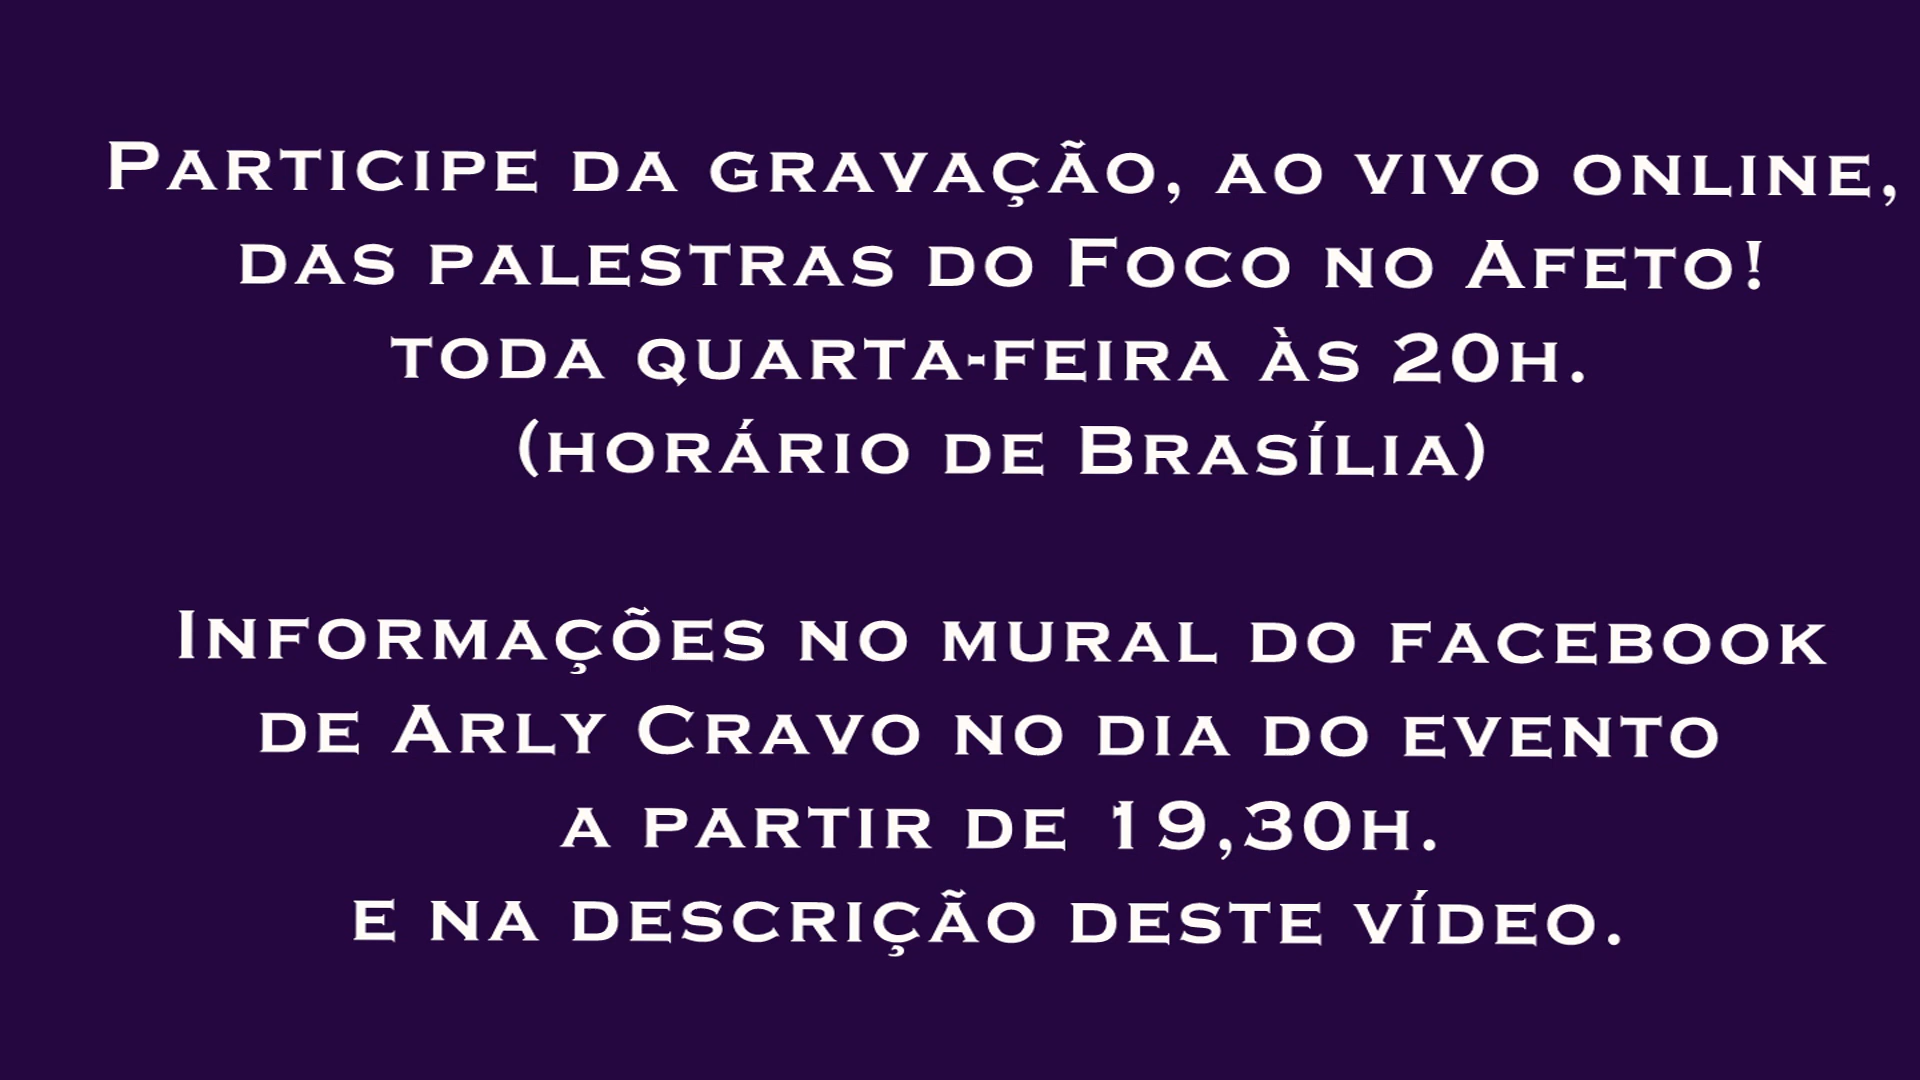 Participe da gravação, ao vivo online,
das palestras do Foco no Afeto!
toda quarta-feira às 20h.
(horário de Brasília)
Informações no mural do facebook
de Arly Cravo no dia do evento
a partir de 19,30h.
e na descrição deste vídeo.